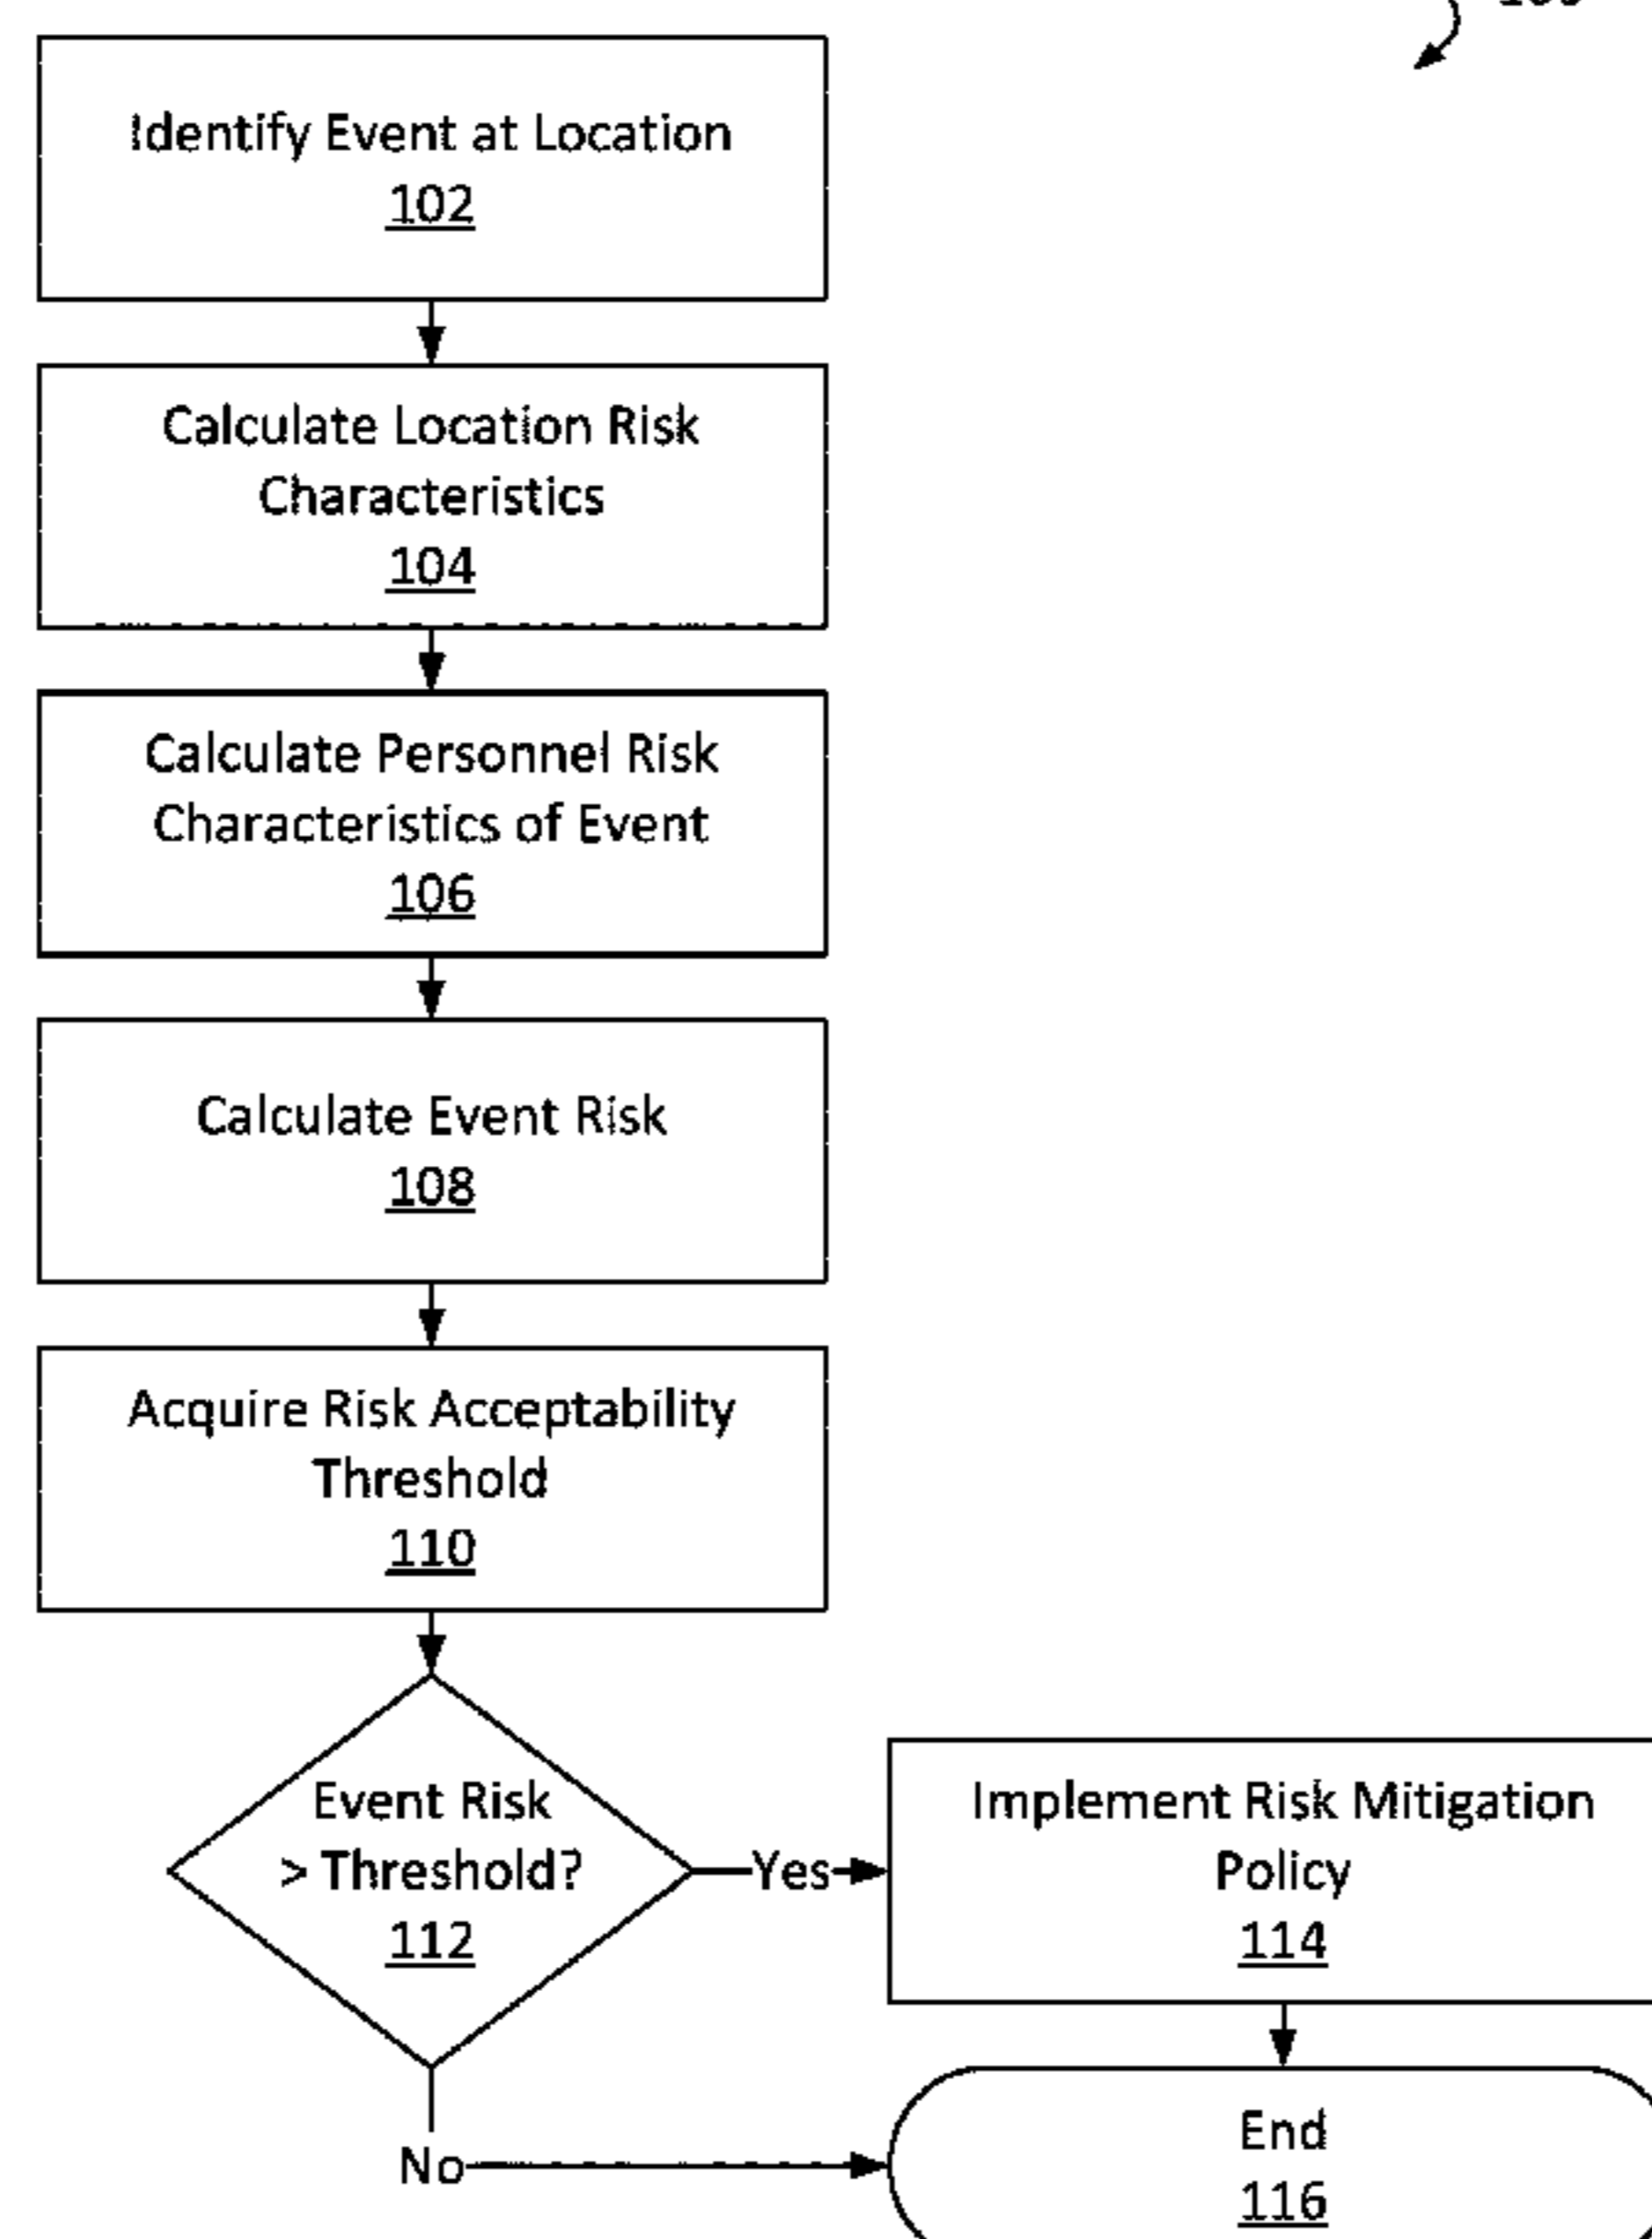 Identify Event at Location
102
Calculate Location Risk
Characteristics
104
Calculate Personnel Risk
Characteristics of Event
106
Calculate Event Risk
108
Acquire Risk Acceptability
Threshold
110
Event Risk
> Threshold?
112
Yes
Implement Risk Mitigation
Policy
114
No
End
116